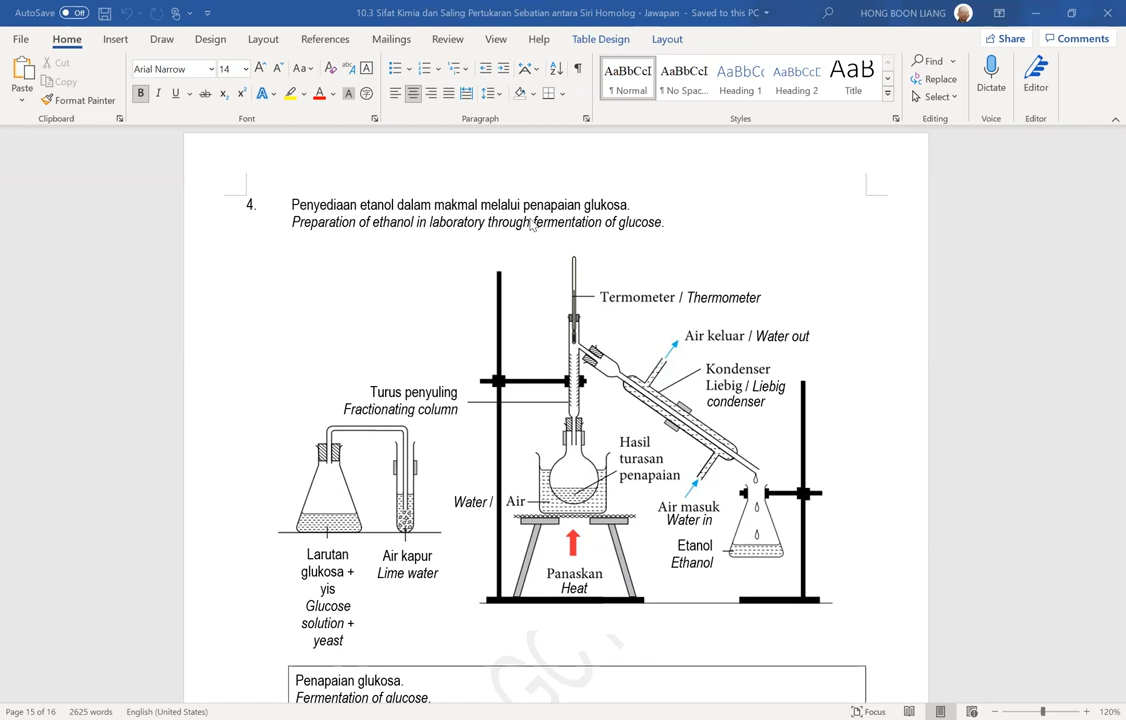 AutoSave Off
10.3 Sifat Kimia dan Saling Pertukaran Sebatian antara Siri Homolog - Jawapan - Saved to this PC
HONG BOON LIANG
File Home Insert Draw Design Layout References Mailings Review View Help Table Design Layout
Share Comments
Paste
Cut
Copy
Format Painter
Clipboard
Arial Narrow 14
Font
Paragraph
AaBbCcI AaBbCcI AaBbCc AaBbCcI AaB
¶ Normal ¶ No Spac... Heading 1 Heading 2 Title
Styles
Find
Replace
Select
Editing
Dictate
Voice
Editor
Editor
4. Penyediaan etanol dalam makmal melalui penapaian glukosa.
Preparation of ethanol in laboratory through fermentation of glucose.
Termometer / Thermometer
Air keluar / Water out
Kondenser
Liebig / Liebig
condenser
Turus penyuling
Fractionating column
Hasil
turasan
penapaian
Water / Air
Air masuk
Water in
Etanol
Ethanol
Panaskan
Heat
Larutan
glukosa +
yis
Glucose
solution +
yeast
Air kapur
Lime water
Penapaian glukosa.
Fermentation of glucose.
Page 15 of 16 2625 words English (United States)
Focus
120%